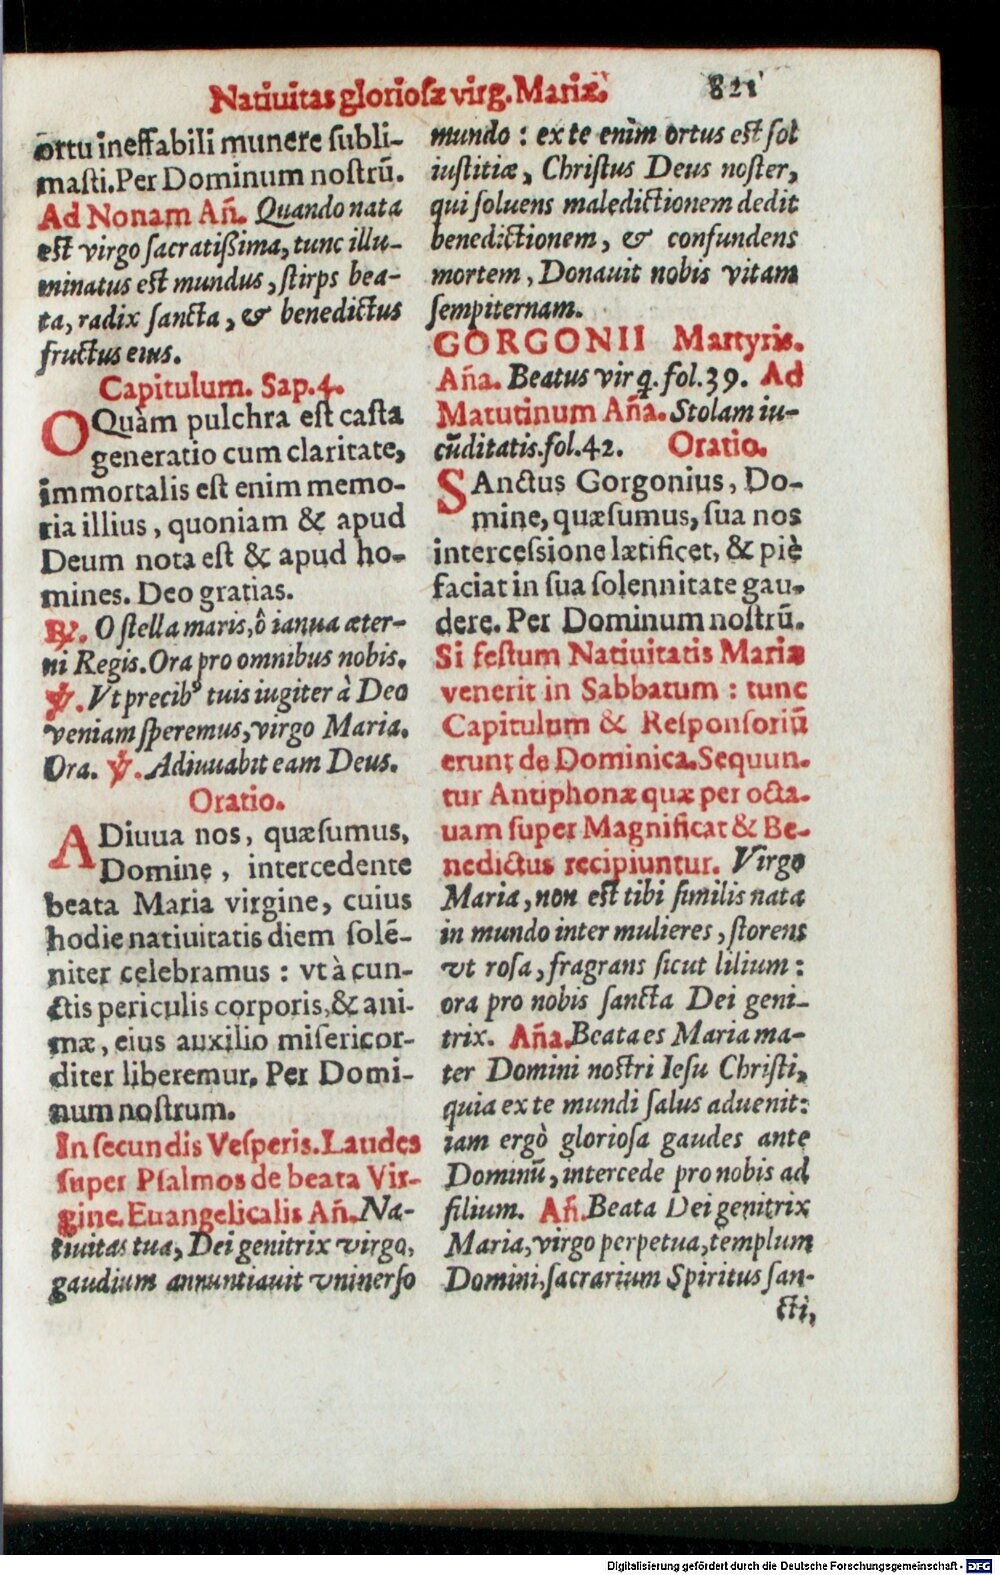 Natiuitas gloriosæ virg. Mariæ. 821
ortu ineffabili munere subli-
masti. Per Dominum nostrū.
Ad Nonam Añ. Quando nata
est virgo sacratißima, tunc illu-
minatus est mundus, stirps bea-
ta, radix sancta, & benedictus
fructus eius.
Capitulum. Sap. 4.
O Quàm pulchra est casta
generatio cum claritate,
immortalis est enim memo-
ria illius, quoniam & apud
Deum nota est & apud ho-
mines. Deo gratias.
℟. O stella maris, ô ianua æter-
ni Regis. Ora pro omnibus nobis.
℣. Vt precib⁹ tuis iugiter à Deo
veniam speremus, virgo Maria.
Ora. ℣. Adiuuabit eam Deus.
Oratio.
ADiuua nos, quæsumus,
Domine, intercedente
beata Maria virgine, cuius
hodie natiuitatis diem solē-
niter celebramus : vt à cun-
ctis periculis corporis, & ani-
mæ, eius auxilio misericor-
diter liberemur. Per Domi-
num nostrum.
In secundis Vesperis. Laudes
super Psalmos de beata Vir-
gine. Euangelicalis Añ. Na-
tiuitas tua, Dei genitrix virgo,
gaudium annuntiauit vninerso
mundo : ex te enim ortus est sol
iustitiæ, Christus Deus noster,
qui soluens maledictionem dedit
benedictionem, & confundens
mortem, Donauit nobis vitam
sempiternam.
GORGONII Martyris.
Aña. Beatus vir q. fol. 39. Ad
Matutinum Aña. Stolam iu-
cūditatis. fol. 42. Oratio.
SAnctus Gorgonius, Do-
mine, quæsumus, sua nos
intercessione lætificet, & piè
faciat in sua solennitate gau-
dere. Per Dominum nostrū.
Si festum Natiuitatis Mariæ
venerit in Sabbatum : tunc
Capitulum & Responsoriū
erunt de Dominica. Sequun-
tur Antiphonæ quæ per octa-
uam super Magnificat & Be-
nedictus recipiuntur. Virgo
Maria, non est tibi similis nata
in mundo inter mulieres, florens
vt rosa, fragrans sicut lilium :
ora pro nobis sancta Dei geni-
trix. Aña. Beata es Maria ma-
ter Domini nostri Iesu Christi,
quia ex te mundi salus aduenit:
iam ergò gloriosa gaudes ante
Dominū, intercede pro nobis ad
filium. Añ. Beata Dei genitrix
Maria, virgo perpetua, templum
Domini, sacrarium Spiritus san-
cti,
Digitalisierung gefördert durch die Deutsche Forschungsgemeinschaft - DFG